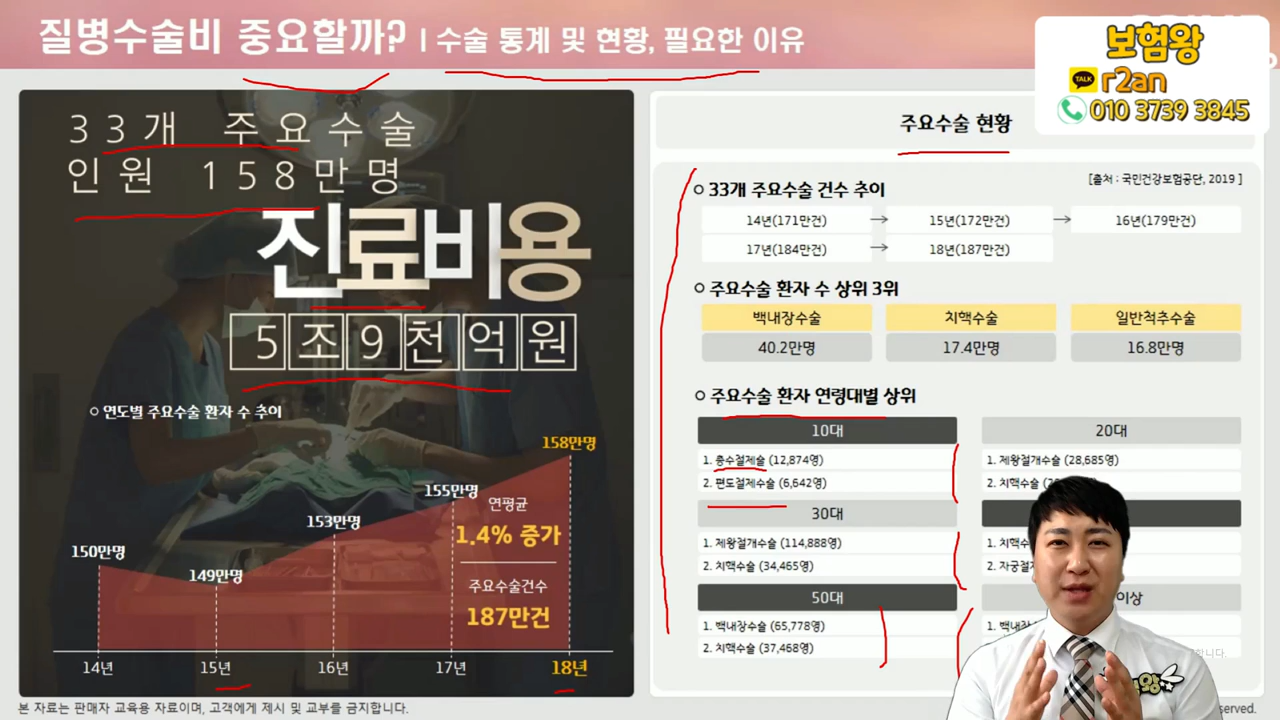 질병수술비 중요할까? | 수술 통계 및 현황, 필요한 이유
보험왕
TALK r2an
010 3739 3845
33개 주요수술
인원 158만명
진료비용
5조9천억원
연도별 주요수술 환자 수 추이
158만명
155만명
153만명
150만명
149만명
연평균
1.4% 증가
주요수술건수
187만건
14년 15년 16년 17년 18년
주요수술 현황
[출처 : 국민건강보험공단, 2019 ]
33개 주요수술 건수 추이
14년(171만건) → 15년(172만건) → 16년(179만건)
17년(184만건) → 18년(187만건)
주요수술 환자 수 상위 3위
백내장수술 치핵수술 일반척추수술
40.2만명 17.4만명 16.8만명
주요수술 환자 연령대별 상위
10대 20대
1. 충수절제술 (12,874명) 1. 제왕절개수술 (28,685명)
2. 편도절제수술 (6,642명) 2. 치핵수술
30대
1. 제왕절개수술 (114,888명) 1. 치핵수
2. 치핵수술 (34,465명) 2. 자궁절
50대 이상
1. 백내장수술 (65,778명) 1. 백내장
2. 치핵수술 (37,468명) 2.
본 자료는 판매자 교육용 자료이며, 고객에게 제시 및 교부를 금지합니다.
served.